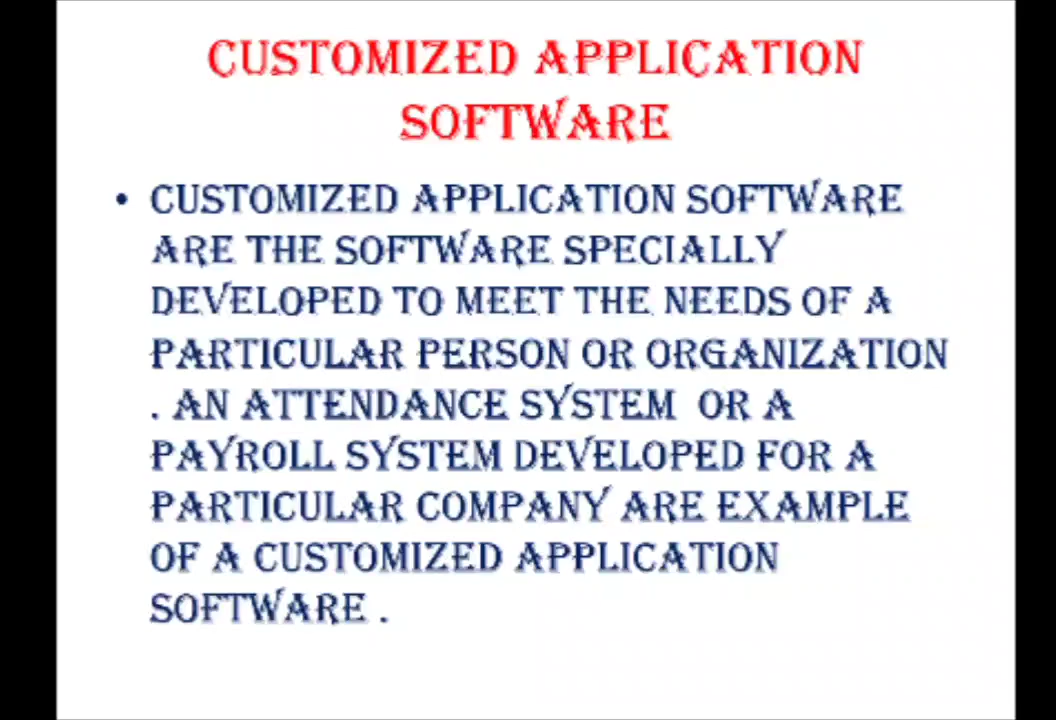 CUSTOMIZED APPLICATION
SOFTWARE
• CUSTOMIZED APPLICATION SOFTWARE
ARE THE SOFTWARE SPECIALLY
DEVELOPED TO MEET THE NEEDS OF A
PARTICULAR PERSON OR ORGANIZATION
. AN ATTENDANCE SYSTEM OR A
PAYROLL SYSTEM DEVELOPED FOR A
PARTICULAR COMPANY ARE EXAMPLE
OF A CUSTOMIZED APPLICATION
SOFTWARE .